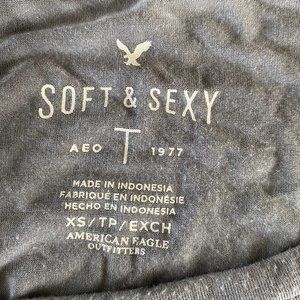 SOFT & SEXY
AEO T 1977
MADE IN INDONESIA
FABRIQUÉ EN INDONÉSIE
HECHO EN INDONESIA
XS/TP/EXCH
AMERICAN EAGLE
OUTFITTERS